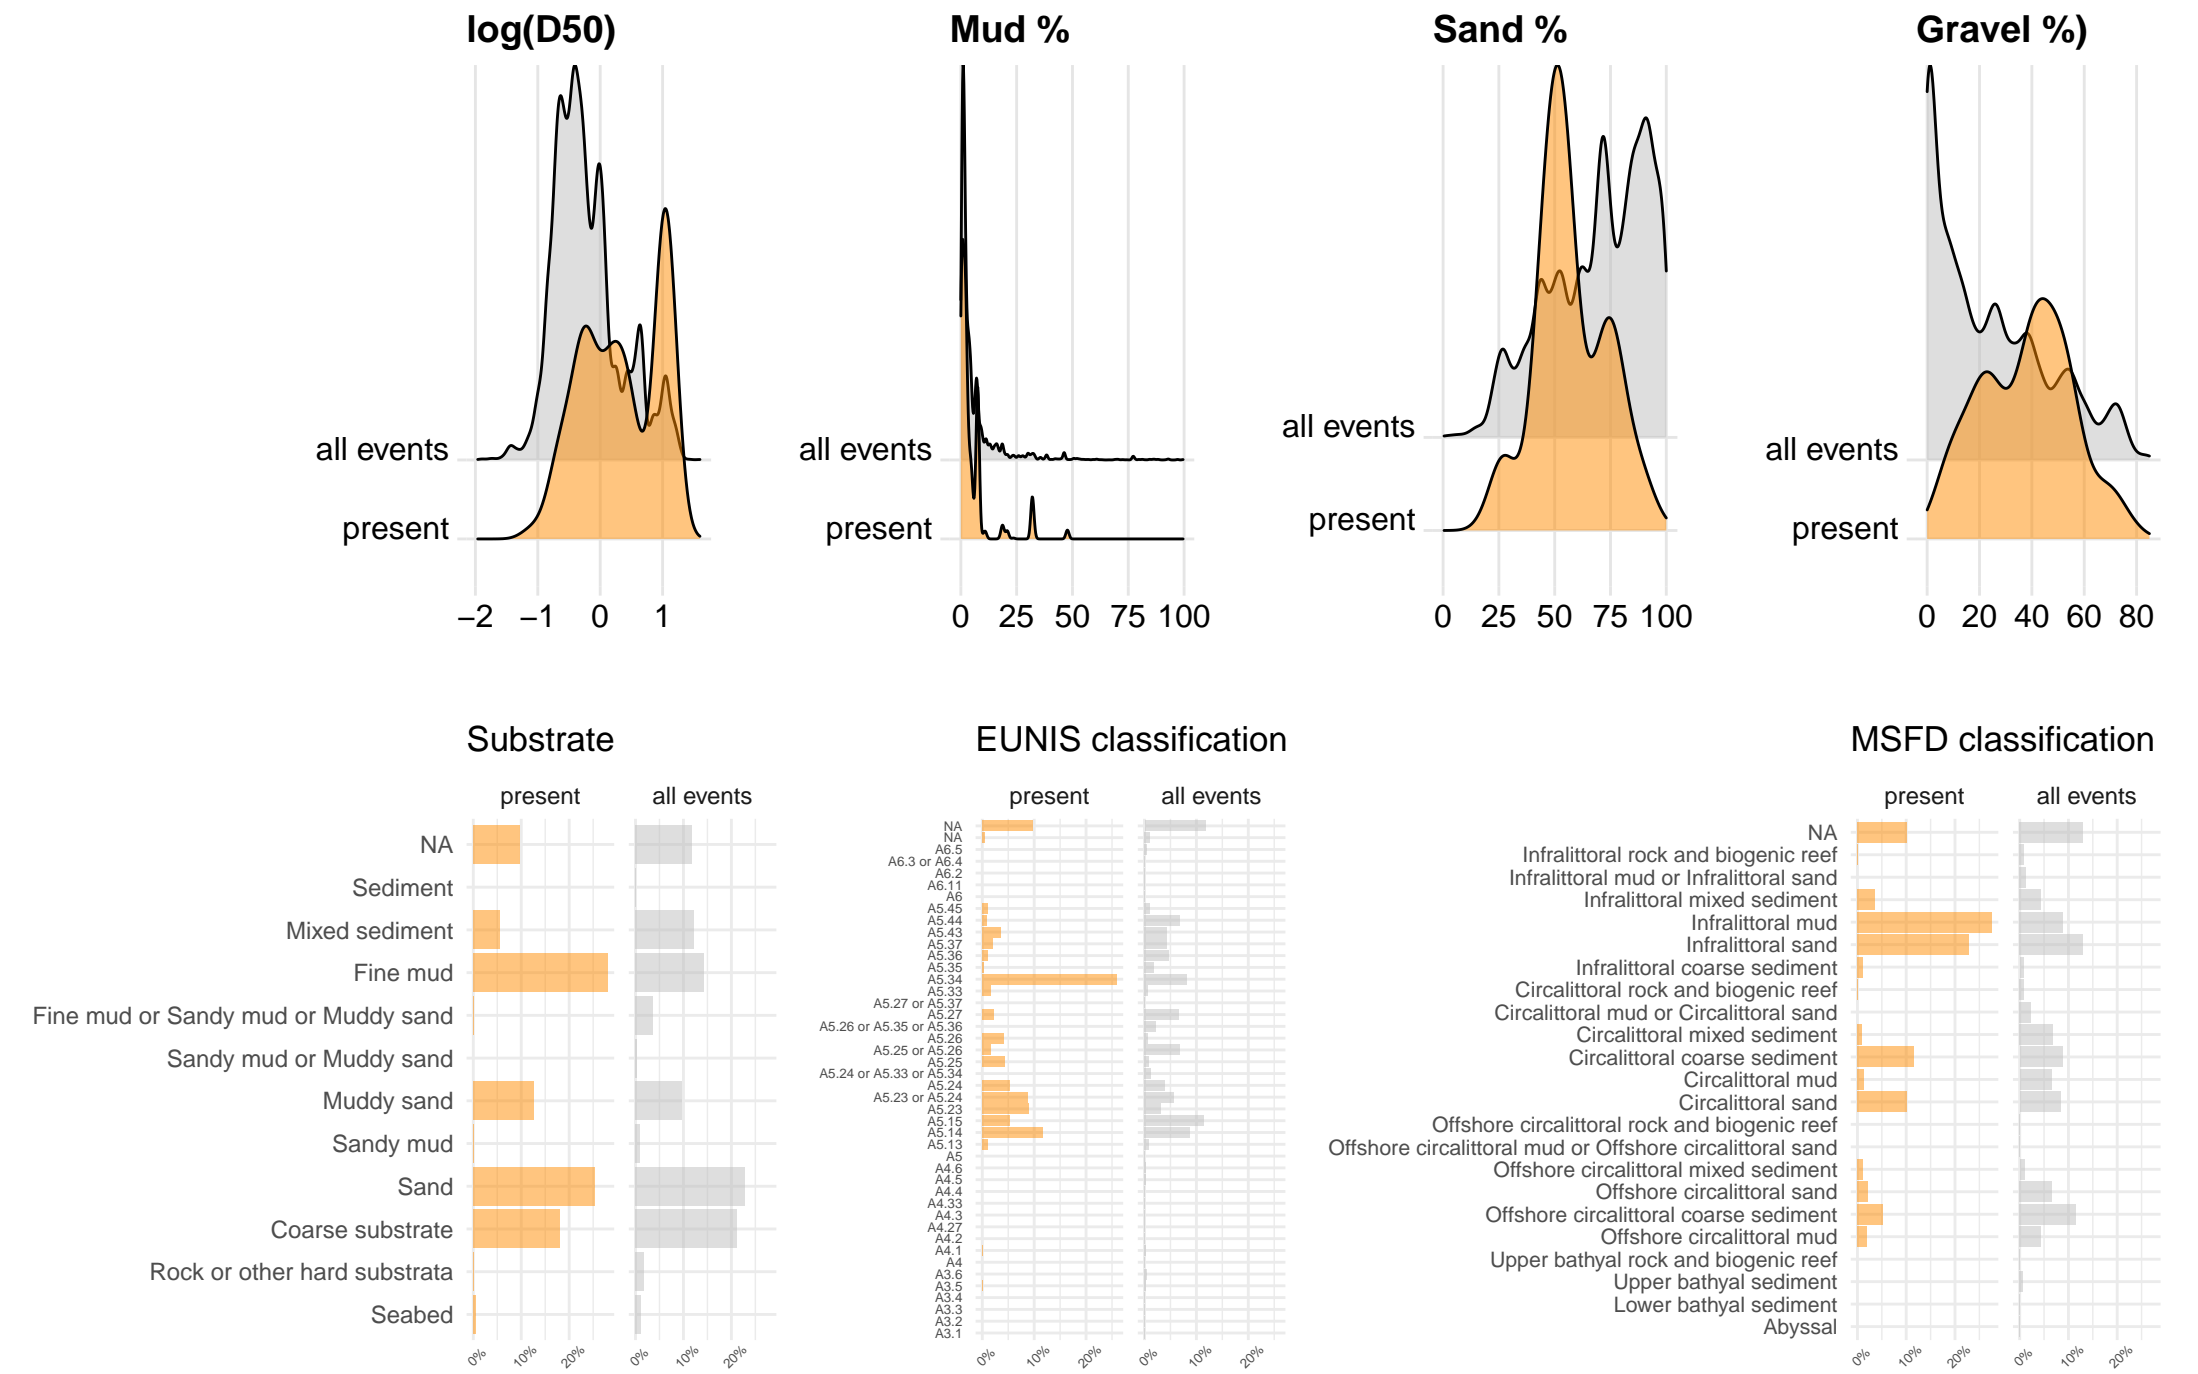 log(D50)
Mud %
Sand %
Gravel %)
all events
present
−2 −1 0 1
all events
present
0 25 50 75 100
all events
present
0 25 50 75 100
all events
present
0 20 40 60 80
Substrate
present all events
NA
Sediment
Mixed sediment
Fine mud
Fine mud or Sandy mud or Muddy sand
Sandy mud or Muddy sand
Muddy sand
Sandy mud
Sand
Coarse substrate
Rock or other hard substrata
Seabed
0% 10% 20% 0% 10% 20%
EUNIS classification
present all events
NA
NA
A6.5
A6.3 or A6.4
A6.2
A6.11
A6
A5.45
A5.44
A5.43
A5.37
A5.36
A5.35
A5.34
A5.33
A5.27 or A5.37
A5.27
A5.26 or A5.35 or A5.36
A5.26
A5.25 or A5.26
A5.25
A5.24 or A5.33 or A5.34
A5.24
A5.23 or A5.24
A5.23
A5.15
A5.14
A5.13
A5
A4.6
A4.5
A4.4
A4.33
A4.3
A4.27
A4.2
A4.1
A4
A3.6
A3.5
A3.4
A3.3
A3.2
A3.1
0% 10% 20% 0% 10% 20%
MSFD classification
present all events
NA
Infralittoral rock and biogenic reef
Infralittoral mud or Infralittoral sand
Infralittoral mixed sediment
Infralittoral mud
Infralittoral sand
Infralittoral coarse sediment
Circalittoral rock and biogenic reef
Circalittoral mud or Circalittoral sand
Circalittoral mixed sediment
Circalittoral coarse sediment
Circalittoral mud
Circalittoral sand
Offshore circalittoral rock and biogenic reef
Offshore circalittoral mud or Offshore circalittoral sand
Offshore circalittoral mixed sediment
Offshore circalittoral sand
Offshore circalittoral coarse sediment
Offshore circalittoral mud
Upper bathyal rock and biogenic reef
Upper bathyal sediment
Lower bathyal sediment
Abyssal
0% 10% 20% 0% 10% 20%